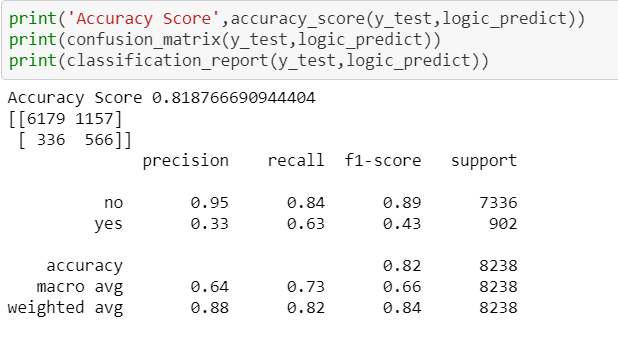 print('Accuracy Score',accuracy_score(y_test,logic_predict))
print(confusion_matrix(y_test,logic_predict))
print(classification_report(y_test,logic_predict))
Accuracy Score 0.818766690944404
[[6179 1157]
 [ 336  566]]
              precision    recall  f1-score   support

          no       0.95      0.84      0.89      7336
         yes       0.33      0.63      0.43       902

    accuracy                           0.82      8238
   macro avg       0.64      0.73      0.66      8238
weighted avg       0.88      0.82      0.84      8238